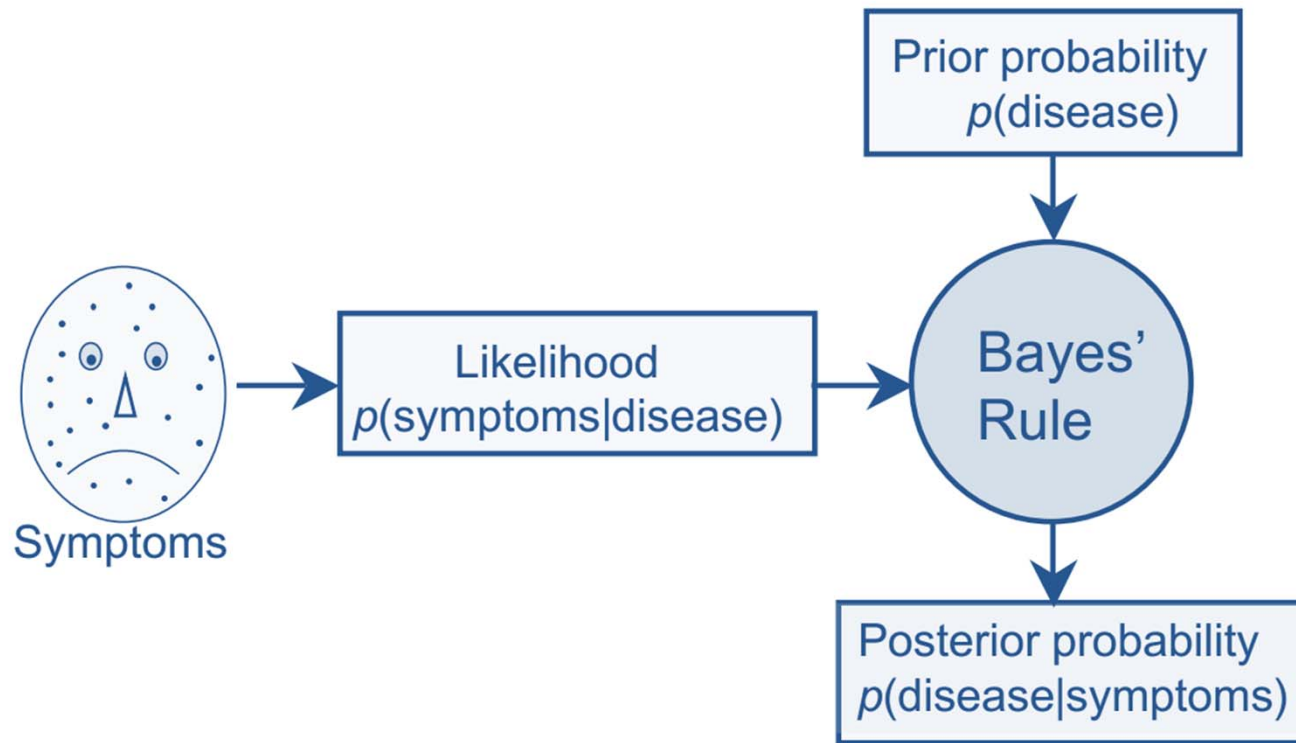 Prior probability
p(disease)
Likelihood
p(symptoms|disease)
Bayes’
Rule
Symptoms
Posterior probability
p(disease|symptoms)